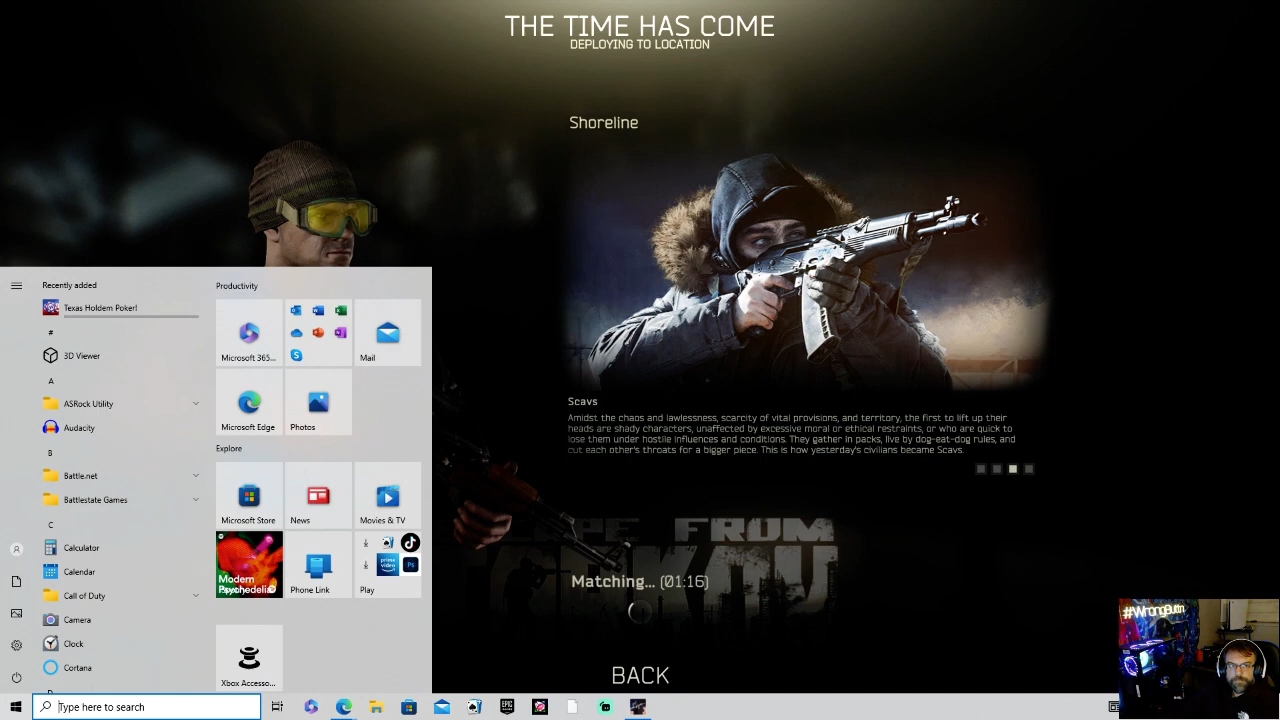 THE TIME HAS COME
DEPLOYING TO LOCATION
Shoreline
Scavs
Amidst the chaos and lawlessness, scarcity of vital provisions, and territory, the first to lift up their
heads are shady characters, unaffected by excessive moral or ethical restraints, or who are quick to
lose them under hostile influences and conditions. They gather in packs, live by dog-eat-dog rules, and
cut each other's throats for a bigger piece. This is how yesterday's civilians became Scavs.
Matching... (01:16)
BACK
Recently added
Texas Holdem Poker!
#
3D Viewer
A
ASRock Utility
Audacity
B
Battle.net
Battlestate Games
C
Calculator
Calendar
Call of Duty
Camera
Clock
Cortana
Productivity
Microsoft 365...
Mail
Microsoft Edge
Photos
Explore
Microsoft Store
News
Movies & TV
Modern
Psychedelia
Phone Link
prime video
Ps
Play
Xbox Accesso...
Type here to search
EPIC